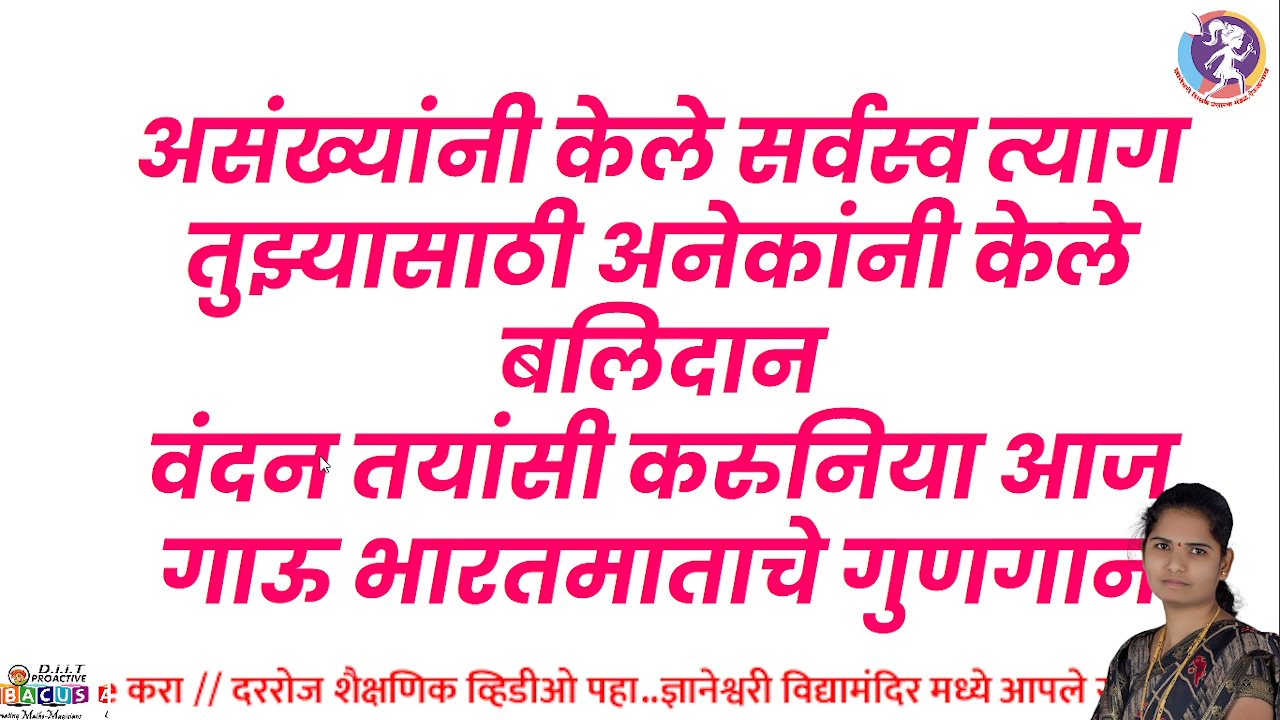 असंख्यांनी केले सर्वस्व त्याग
तुझ्यासाठी अनेकांनी केले
बलिदान
वंदन तयांसी करुनिया आज
गाऊ भारतमाताचे गुणगान
D.i.i.T
PROACTIVE
BACUS
करा // दररोज शैक्षणिक व्हिडीओ पहा..ज्ञानेश्वरी विद्यामंदिर मध्ये आपले